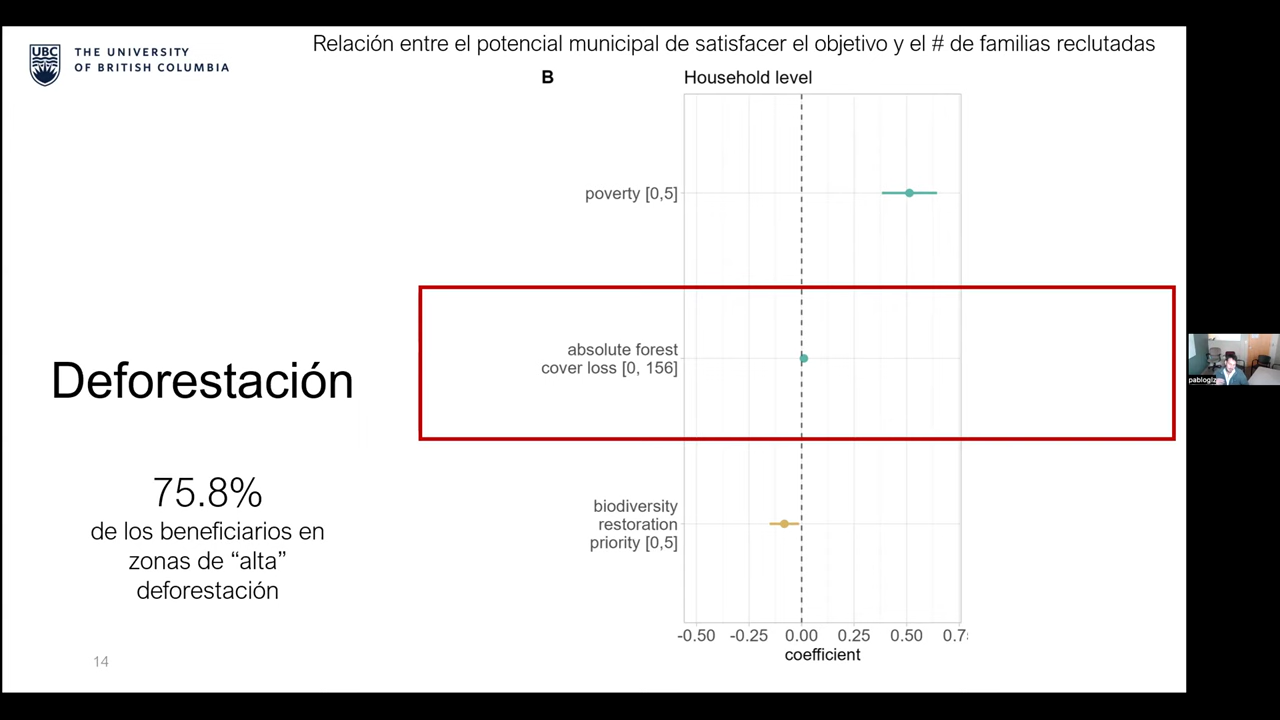 UBC
THE UNIVERSITY
OF BRITISH COLUMBIA
Relación entre el potencial municipal de satisfacer el objetivo y el # de familias reclutadas
B
Household level
poverty [0,5]
absolute forest
cover loss [0, 156]
biodiversity
restoration
priority [0,5]
-0.50 -0.25 0.00 0.25 0.50
coefficient
Deforestación
75.8%
de los beneficiarios en
zonas de “alta”
deforestación
14